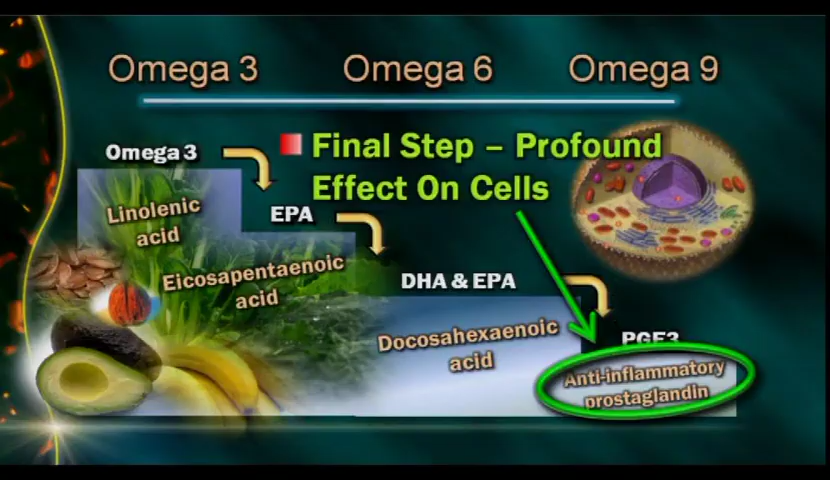 Omega 3 Omega 6 Omega 9
Final Step – Profound
Effect On Cells
Omega 3
Linolenic
acid
EPA
Eicosapentaenoic
acid
DHA & EPA
Docosahexaenoic
acid
PGE3
Anti-inflammatory
prostaglandin